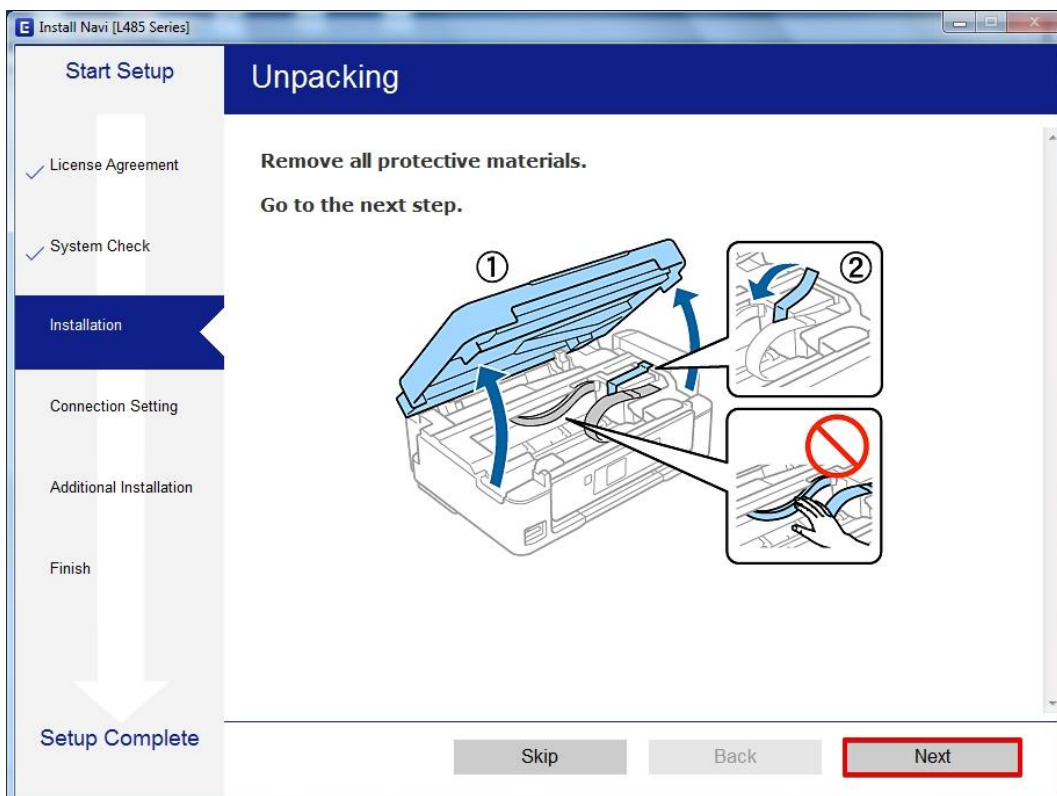 E Install Navi [L485 Series]
Start Setup
License Agreement
System Check
Installation
Connection Setting
Additional Installation
Finish
Setup Complete
Unpacking
Remove all protective materials.
Go to the next step.
① ②
Skip Back Next